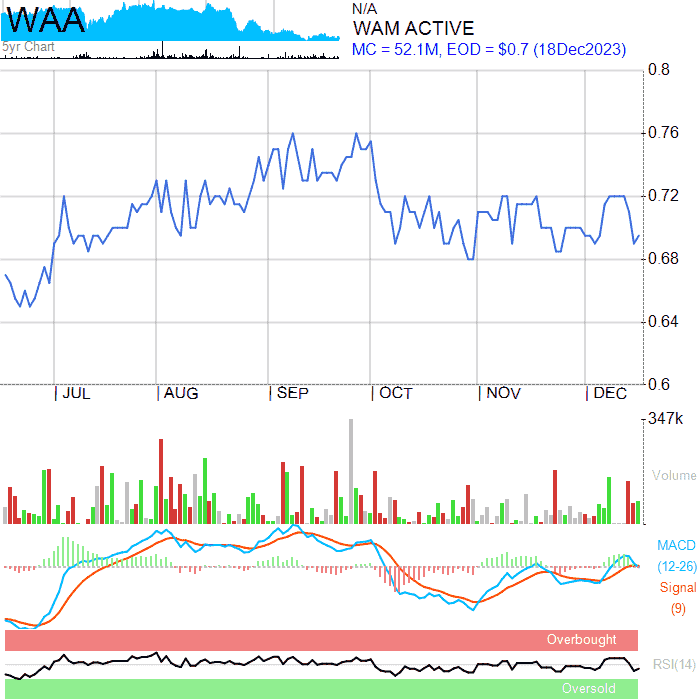 WAA
5yr Chart
N/A
WAM ACTIVE
MC = 52.1M, EOD = $0.7 (18Dec2023)
0.8
0.76
0.72
0.68
0.64
0.6
JUL
AUG
SEP
OCT
NOV
DEC
347k
Volume
MACD
(12-26)
Signal
(9)
Overbought
RSI(14)
Oversold